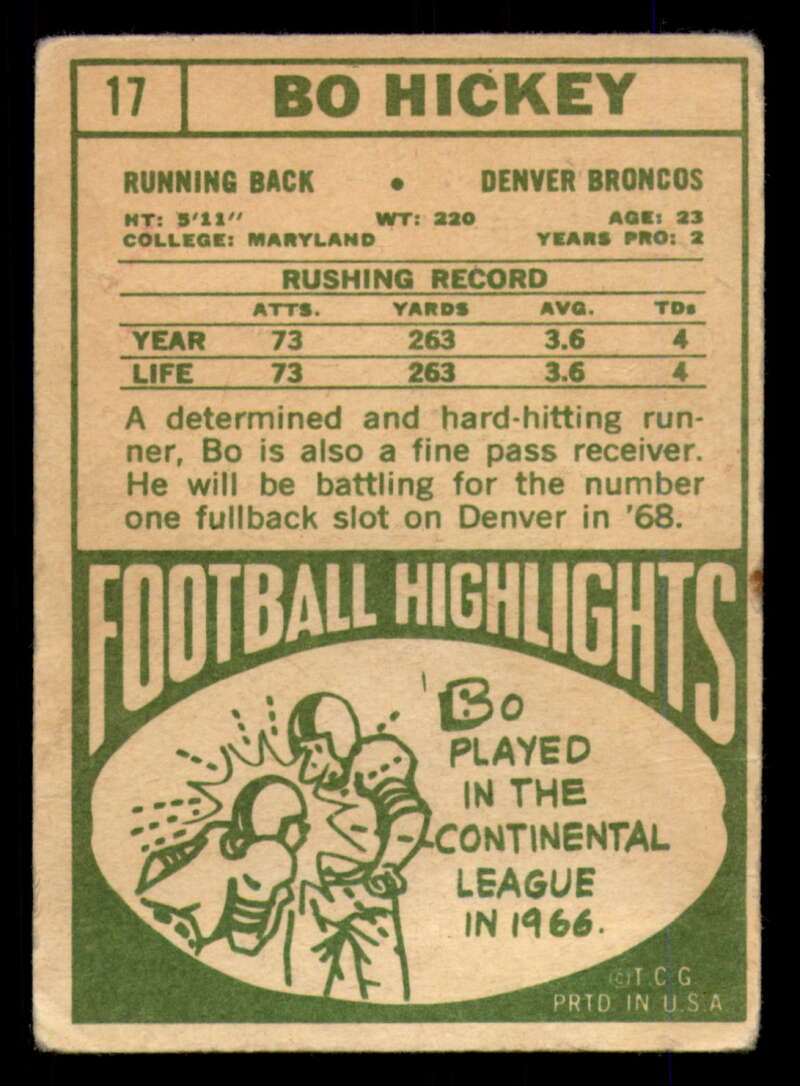 17 BO HICKEY
RUNNING BACK • DENVER BRONCOS
HT: 5'11" WT: 220 AGE: 23
COLLEGE: MARYLAND YEARS PRO: 2
RUSHING RECORD
ATTS. YARDS AVG. TDs
YEAR 73 263 3.6 4
LIFE 73 263 3.6 4
A determined and hard-hitting run-
ner, Bo is also a fine pass receiver.
He will be battling for the number
one fullback slot on Denver in '68.
FOOTBALL HIGHLIGHTS
BO
PLAYED
IN THE
CONTINENTAL
LEAGUE
IN 1966.
©T.C.G
PRTD IN U.S.A